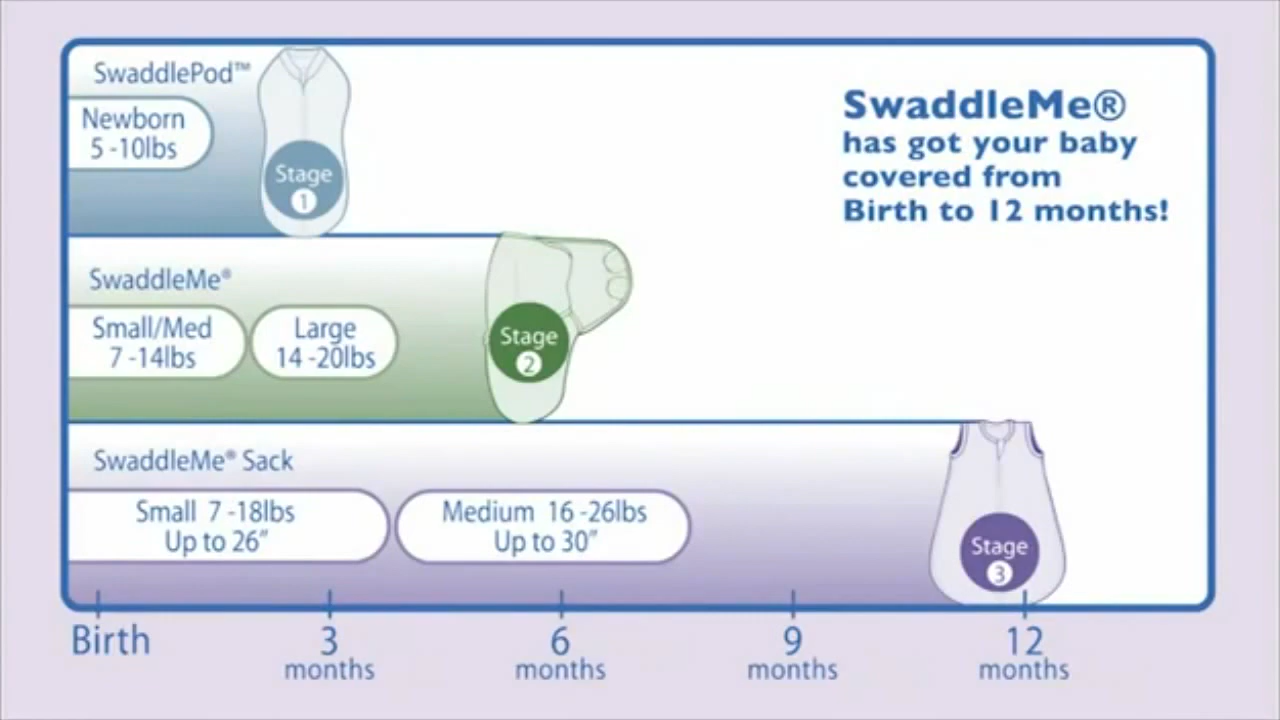 SwaddlePod™
Newborn
5 -10lbs
Stage
1
SwaddleMe®
has got your baby
covered from
Birth to 12 months!
SwaddleMe®
Small/Med
7 -14lbs
Large
14 -20lbs
Stage
2
SwaddleMe® Sack
Small 7 -18lbs
Up to 26”
Medium 16 -26lbs
Up to 30”
Stage
3
Birth
3
months
6
months
9
months
12
months